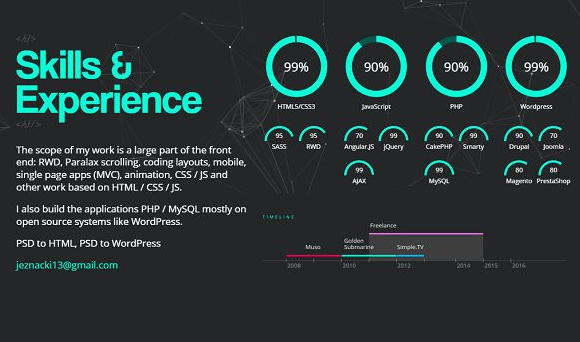 <h1>
Skills &
Experience
</h1>
The scope of my work is a large part of the front
end: RWD, Paralax scrolling, coding layouts, mobile,
single page apps (MVC), animation, CSS / JS and
other work based on HTML / CSS / JS.
I also build the applications PHP / MySQL mostly on
open source systems like WordPress.
PSD to HTML, PSD to WordPress
jeznacki13@gmail.com
99% 90% 90% 99%
HTML5/CSS3 JavaScript PHP Wordpress
95 95 70 99 90 99 90 70
SASS RWD Angular.JS jQuery CakePHP Smarty Drupal Joomla
99 99 80 80
AJAX MySQL Magento PrestaShop
TIMELINE
Freelance
Muso Golden Submarine Simple.TV
2008 2010 2012 2014 2015 2016